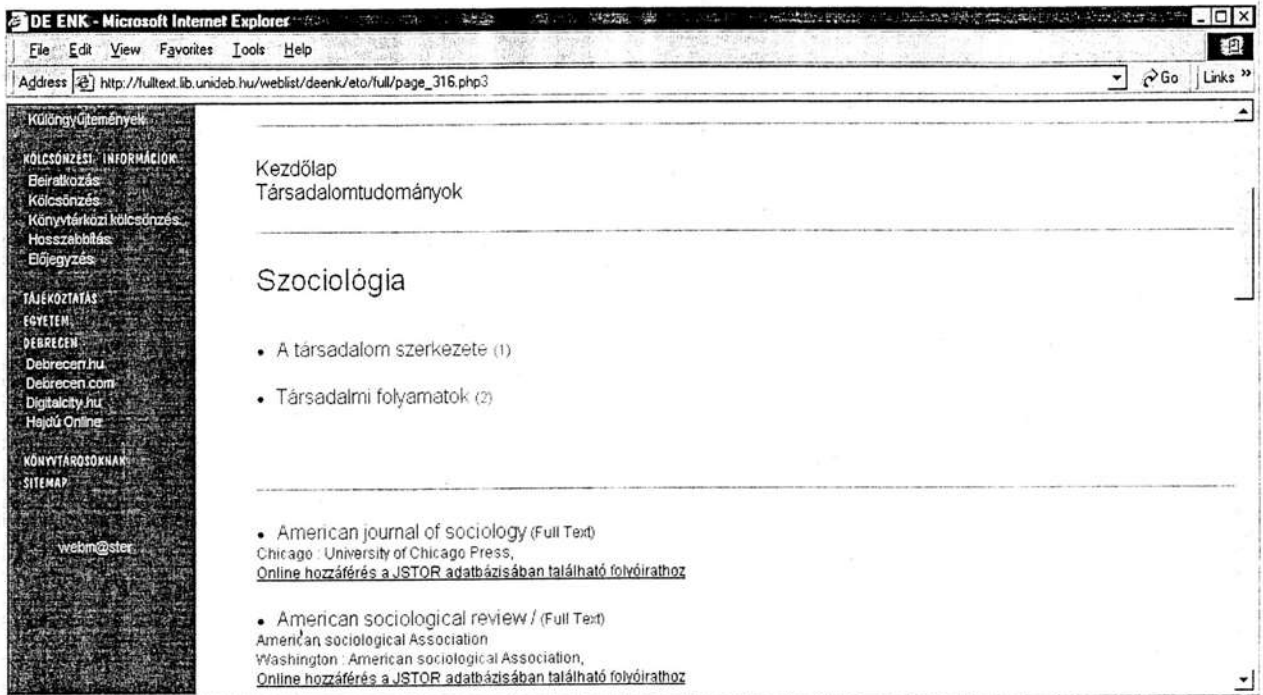 DE ENK - Microsoft Internet Explorer
File Edit View Favorites Tools Help
Address http://fulltext.lib.unideb.hu/weblist/deenk/eto/full/page_316.php3 Go Links »
Különgyűjtemények
KÖLCSÖNZÉSI INFORMÁCIÓK
Beiratkozás
Kölcsönzés
Könyvtárközi kölcsönzés
Hosszabbítás
Előjegyzés
TÁJÉKOZTATÁS
EGYETEM
DEBRECEN
Debrecen.hu
Debrecen.com
Digitalcity.hu
Hajdú Online
KÖNYVTÁROSOKNAK
SITEMAP
webm@ster
Kezdőlap
Társadalomtudományok
Szociológia
• A társadalom szerkezete (1)
• Társadalmi folyamatok (2)
• American journal of sociology (Full Text)
Chicago : University of Chicago Press,
Online hozzáférés a JSTOR adatbázisában található folyóirathoz
• American sociological review / (Full Text)
American sociological Association
Washington : American sociological Association,
Online hozzáférés a JSTOR adatbázisában található folyóirathoz